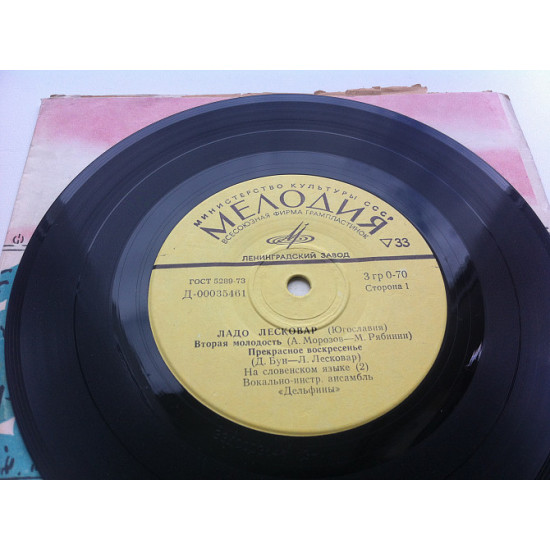 МИНИСТЕРСТВО КУЛЬТУРЫ СССР
МЕЛОДИЯ
ВСЕСОЮЗНАЯ ФИРМА ГРАМПЛАСТИНОК
33
ЛЕНИНГРАДСКИЙ ЗАВОД
ГОСТ 5289-73
3 гр 0-70
Д-00035461
Сторона 1
ЛАДО ЛЕСКОВАР (Югославия)
Вторая молодость (А. Морозов—М. Рябинин)
Прекрасное воскресенье
(Д. Буи—Л. Лесковар)
На словенском языке (2)
Вокально-инстр. ансамбль
«Дельфины»